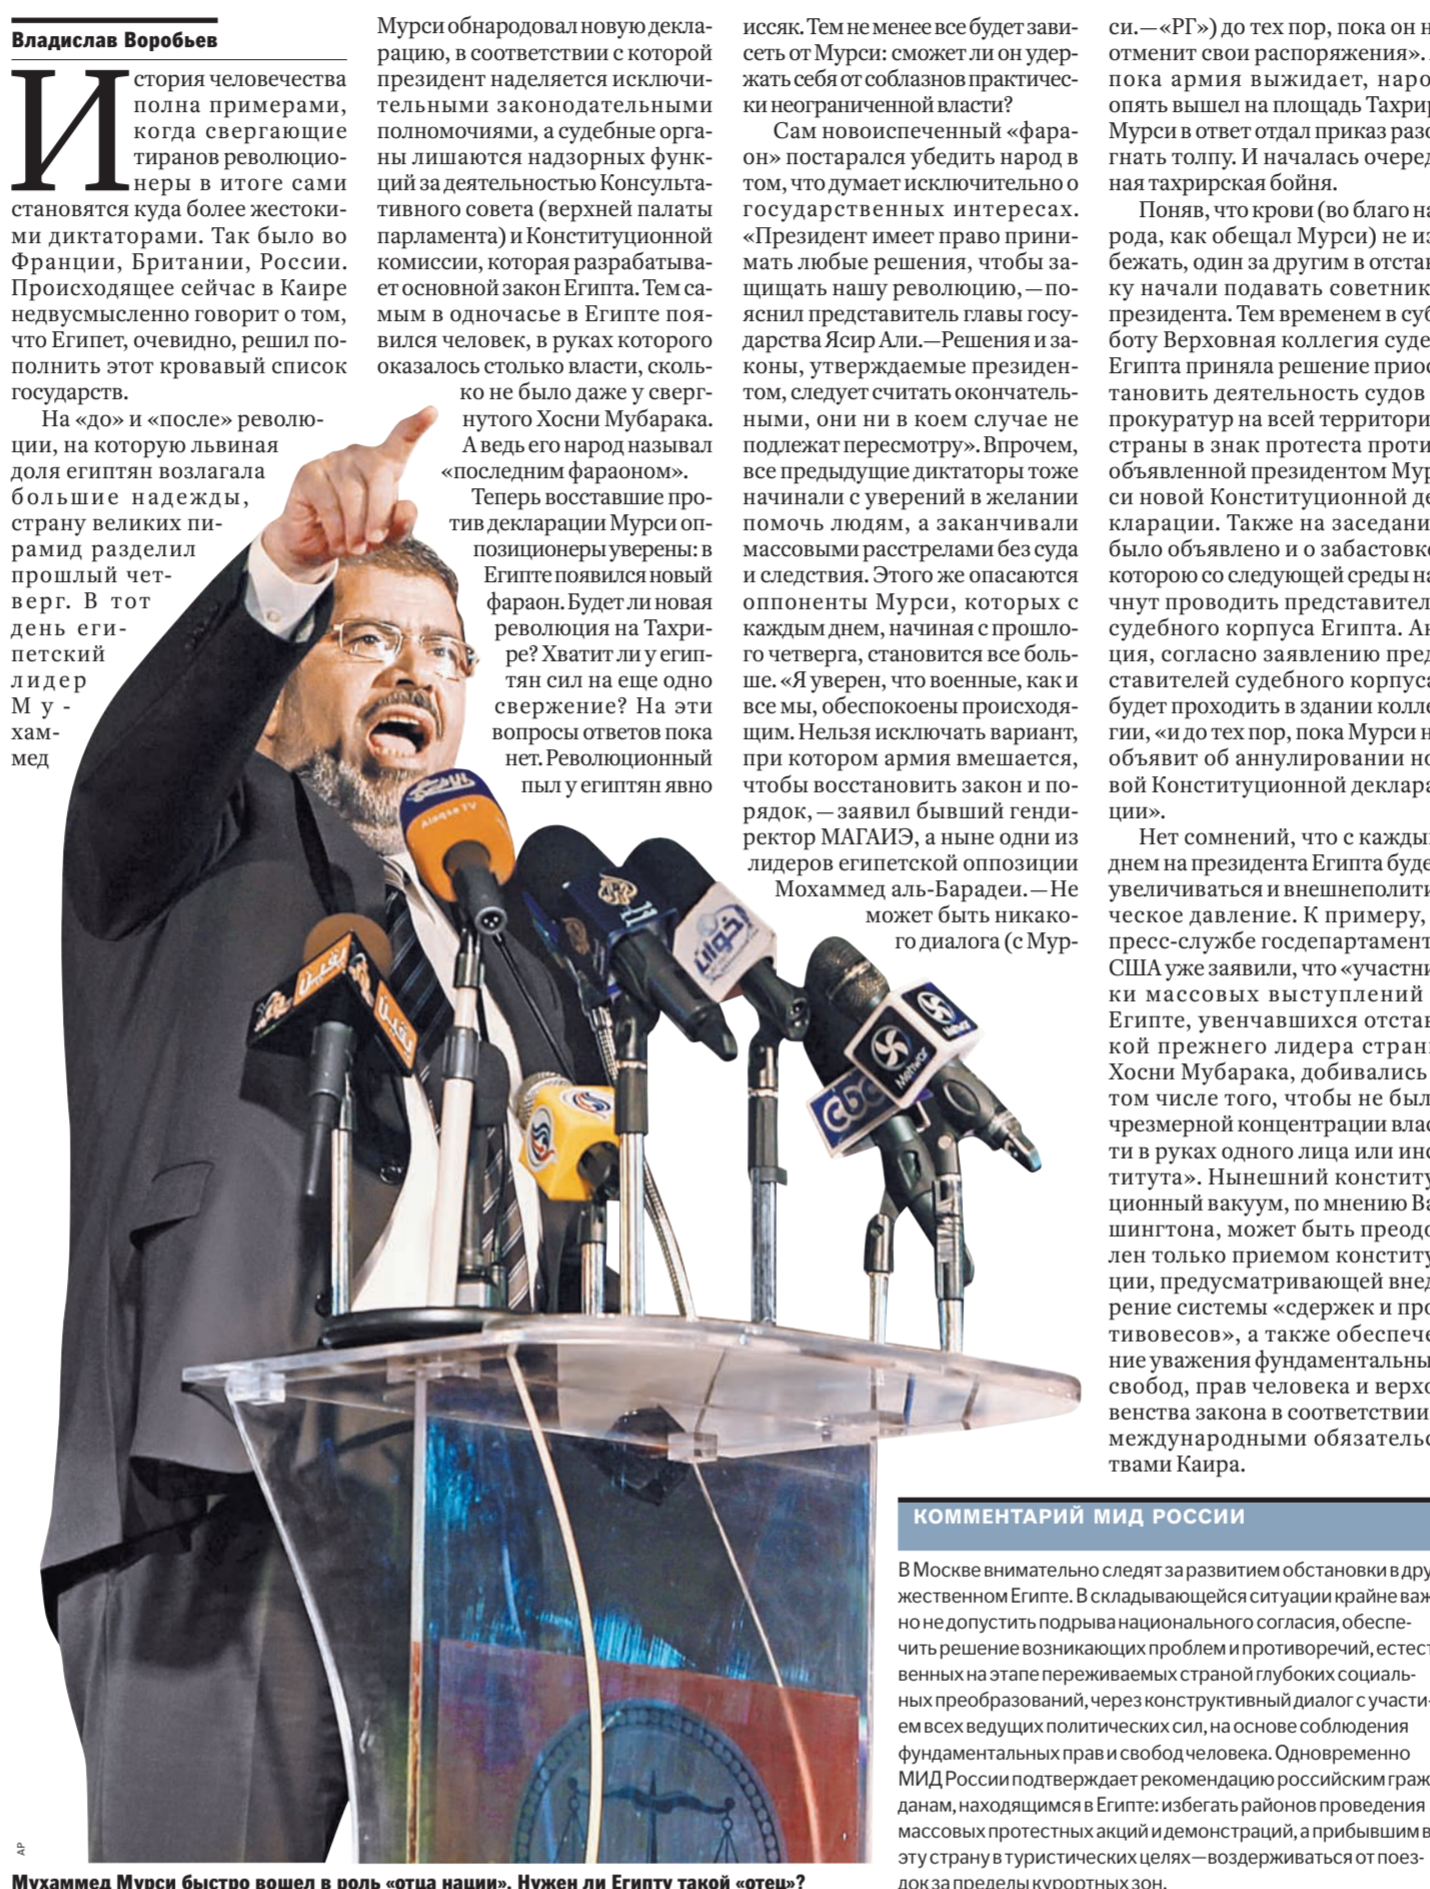 Владислав Воробьев
История человечества
полна примерами,
когда свергающие
тиранов революцио-
неры в итоге сами
становятся куда более жестоки-
ми диктаторами. Так было во
Франции, Британии, России.
Происходящее сейчас в Каире
недвусмысленно говорит о том,
что Египет, очевидно, решил по-
полнить этот кровавый список
государств.
На «до» и «после» револю-
ции, на которую львиная
доля египтян возлагала
большие надежды,
страну великих пи-
рамид разделил
прошлый чет-
верг. В тот
день еги-
петский
лидер
Му-
хам-
мед
Мурси обнародовал новую декла-
рацию, в соответствии с которой
президент наделяется исключи-
тельными законодательными
полномочиями, а судебные орга-
ны лишаются надзорных функ-
ций за деятельностью Консульта-
тивного совета (верхней палаты
парламента) и Конституционной
комиссии, которая разрабатыва-
ет основной закон Египта. Тем са-
мым в одночасье в Египте поя-
вился человек, в руках которого
оказалось столько власти, сколь-
ко не было даже у сверг-
нутого Хосни Мубарака.
А ведь его народ называл
«последним фараоном».
Теперь восставшие про-
тив декларации Мурси оп-
позиционеры уверены: в
Египте появился новый
фараон. Будет ли новая
революция на Тахри-
ре? Хватит ли у егип-
тян сил на еще одно
свержение? На эти
вопросы ответов пока
нет. Революционный
пыл у египтян явно
иссяк. Тем не менее все будет зави-
сеть от Мурси: сможет ли он удер-
жать себя от соблазнов практичес-
ки неограниченной власти?
Сам новоиспеченный «фара-
он» постарался убедить народ в
том, что думает исключительно о
государственных интересах.
«Президент имеет право прини-
мать любые решения, чтобы за-
щищать нашу революцию, — по-
яснил представитель главы госу-
дарства Ясир Али.—Решения и за-
коны, утверждаемые президен-
том, следует считать окончатель-
ными, они ни в коем случае не
подлежат пересмотру». Впрочем,
все предыдущие диктаторы тоже
начинали с уверений в желании
помочь людям, а заканчивали
массовыми расстрелами без суда
и следствия. Этого же опасаются
оппоненты Мурси, которых с
каждым днем, начиная с прошло-
го четверга, становится все боль-
ше. «Я уверен, что военные, как и
все мы, обеспокоены происходя-
щим. Нельзя исключать вариант,
при котором армия вмешается,
чтобы восстановить закон и по-
рядок, — заявил бывший генди-
ректор МАГАИЭ, а ныне одни из
лидеров египетской оппозиции
Мохаммед аль-Барадеи. — Не
может быть никако-
го диалога (с Мур-
си.—«РГ») до тех пор, пока он н
отменит свои распоряжения».
пока армия выжидает, наро
опять вышел на площадь Тахрир
Мурси в ответ отдал приказ разо
гнать толпу. И началась очеред
ная тахрирская бойня.
Поняв, что крови (во благо на
рода, как обещал Мурси) не из
бежать, один за другим в отстав
ку начали подавать советник
президента. Тем временем в суб
боту Верховная коллегия суде
Египта приняла решение приос
тановить деятельность судов
прокуратур на всей территори
страны в знак протеста проти
объявленной президентом Мур
си новой Конституционной де
кларации. Также на заседани
было объявлено и о забастовке
которою со следующей среды на
чнут проводить представител
судебного корпуса Египта. Ак
ция, согласно заявлению пред
ставителей судебного корпуса
будет проходить в здании колле
гии, «и до тех пор, пока Мурси н
объявит об аннулировании но
вой Конституционной деклара
ции».
Нет сомнений, что с кажды
днем на президента Египта буде
увеличиваться и внешнеполити
ческое давление. К примеру,
пресс-службе госдепартамент
США уже заявили, что «участни
ки массовых выступлений
Египте, увенчавшихся отстав
кой прежнего лидера стран
Хосни Мубарака, добивались
том числе того, чтобы не был
чрезмерной концентрации влас
ти в руках одного лица или инс
титута». Нынешний конститу
ционный вакуум, по мнению Ва
шингтона, может быть преодо
лен только приемом конститу
ции, предусматривающей внед
рение системы «сдержек и про
тивовесов», а также обеспече
ние уважения фундаментальны
свобод, прав человека и верхо
венства закона в соответствии
международными обязательс
твами Каира.
КОММЕНТАРИЙ МИД РОССИИ
В Москве внимательно следят за развитием обстановки в дру
жественном Египте. В складывающейся ситуации крайне важ
но не допустить подрыва национального согласия, обеспе-
чить решение возникающих проблем и противоречий, естест
венных на этапе переживаемых страной глубоких социаль-
ных преобразований, через конструктивный диалог с участи-
ем всех ведущих политических сил, на основе соблюдения
фундаментальных прав и свобод человека. Одновременно
МИД России подтверждает рекомендацию российским граж
данам, находящимся в Египте: избегать районов проведения
массовых протестных акций и демонстраций, а прибывшим в
эту страну в туристических целях—воздерживаться от поез-
док за пределы курортных зон.
AP
Мухаммед Мурси быстро вошел в роль «отца нации». Нужен ли Египту такой «отец»?
Mehwar
cbc